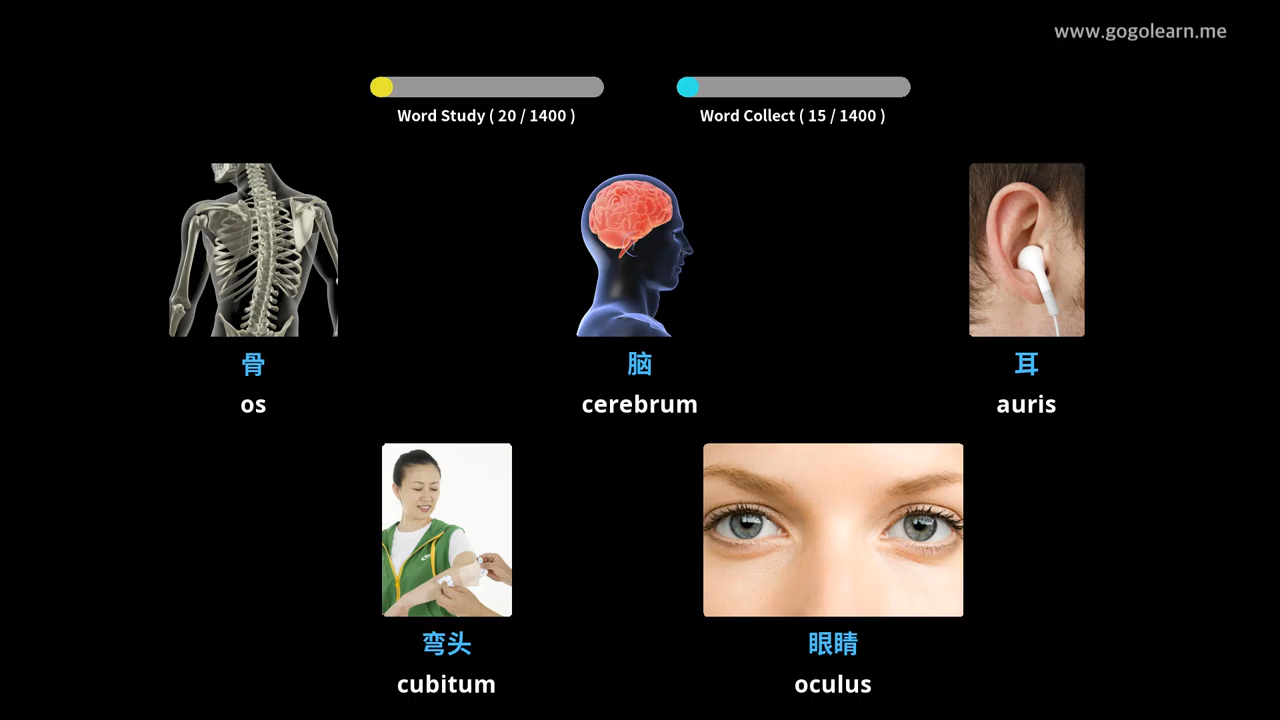 www.gogolearn.me
Word Study ( 20 / 1400 )
Word Collect ( 15 / 1400 )
骨
脑
耳
os
cerebrum
auris
弯头
眼睛
cubitum
oculus